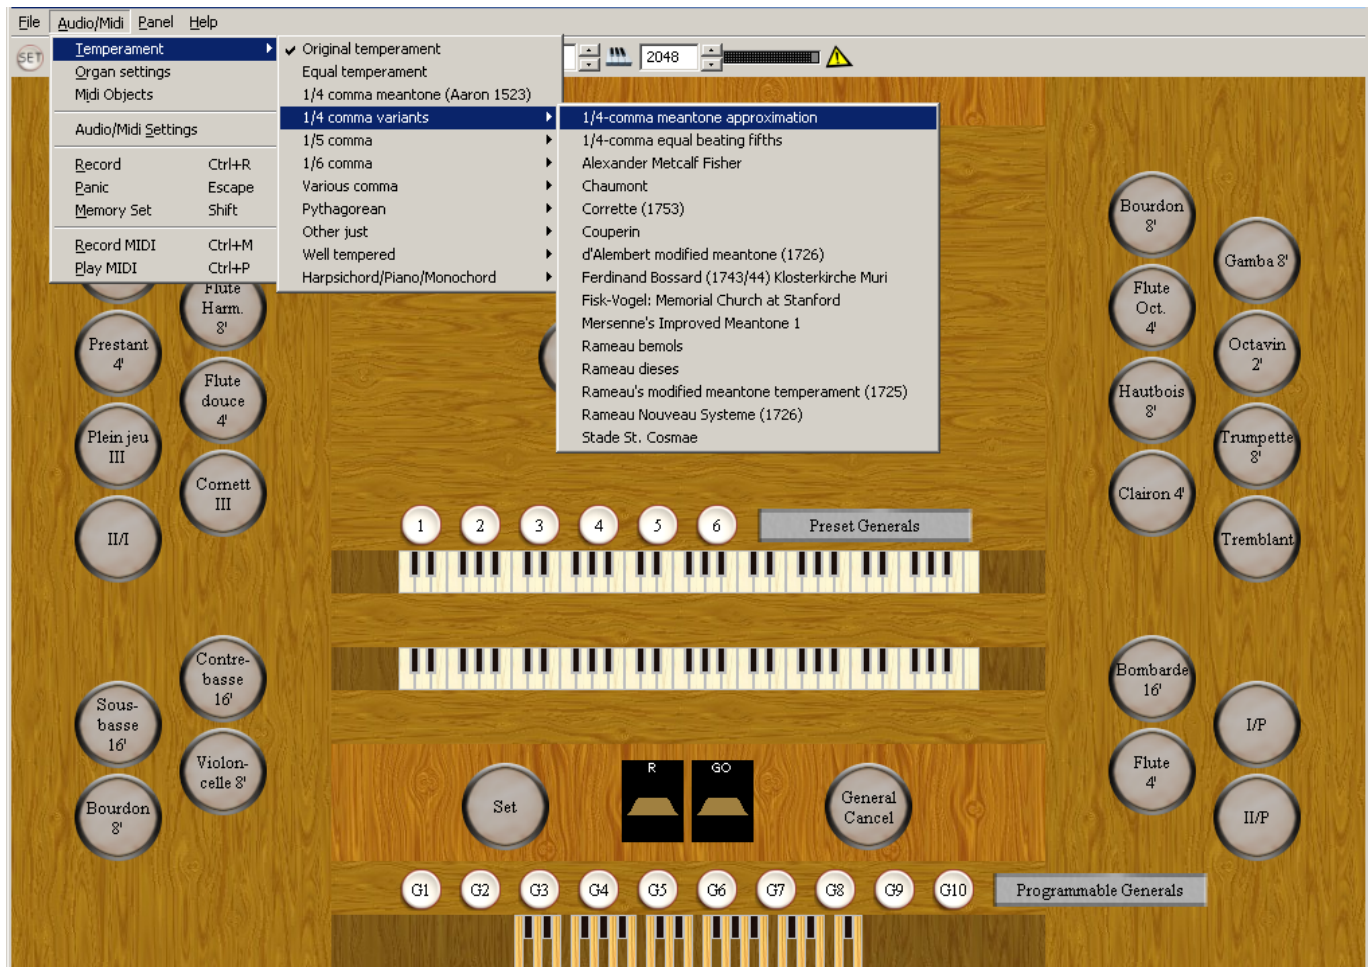 File Audio/Midi Panel Help
SET
2048
Temperament
Organ settings
Midi Objects
Audio/Midi Settings
Record Ctrl+R
Panic Escape
Memory Set Shift
Record MIDI Ctrl+M
Play MIDI Ctrl+P
Original temperament
Equal temperament
1/4 comma meantone (Aaron 1523)
1/4 comma variants
1/5 comma
1/6 comma
Various comma
Pythagorean
Other just
Well tempered
Harpsichord/Piano/Monochord
1/4-comma meantone approximation
1/4-comma equal beating fifths
Alexander Metcalf Fisher
Chaumont
Corrette (1753)
Couperin
d'Alembert modified meantone (1726)
Ferdinand Bossard (1743/44) Klosterkirche Muri
Fisk-Vogel: Memorial Church at Stanford
Mersenne's Improved Meantone 1
Rameau bemols
Rameau dieses
Rameau's modified meantone temperament (1725)
Rameau Nouveau Systeme (1726)
Stade St. Cosmae
Flute
Harm.
8'
Prestant
4'
Flute
douce
4'
Plein jeu
III
Cornett
III
II/I
Bourdon
8'
Gamba 8'
Flute
Oct.
4'
Octavin
2'
Hautbois
8'
Trumpette
8'
Clairon 4'
Tremblant
1 2 3 4 5 6 Preset Generals
Contre-
basse
16'
Sous-
basse
16'
Violon-
celle 8'
Bourdon
8'
Set
R GO
General
Cancel
Bombarde
16'
I/P
Flute
4'
II/P
G1 G2 G3 G4 G5 G6 G7 G8 G9 G10 Programmable Generals